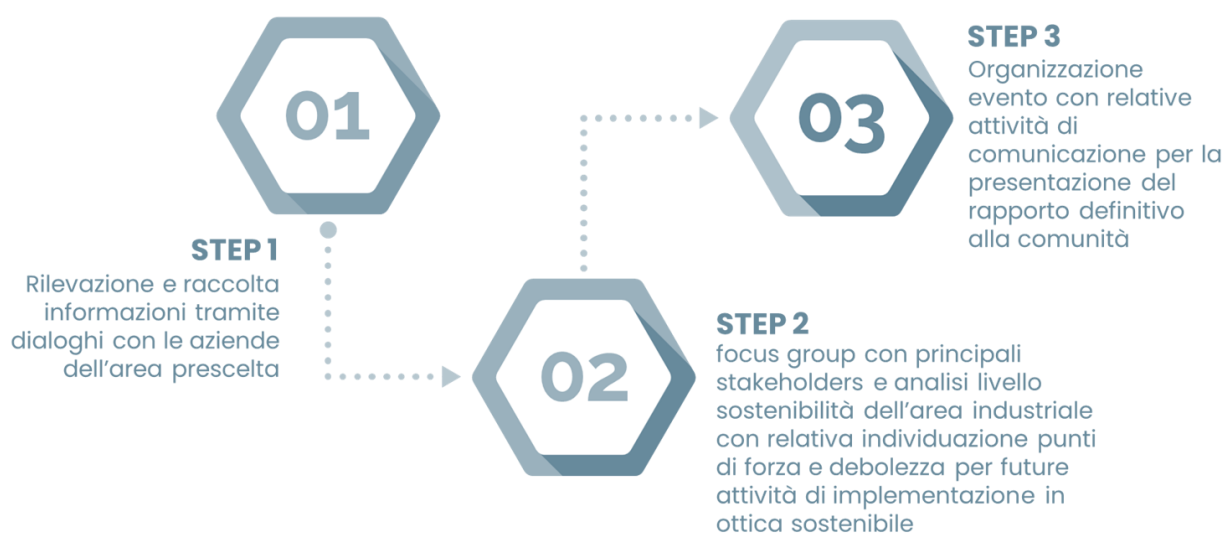 01
STEP 1
Rilevazione e raccolta
informazioni tramite
dialoghi con le aziende
dell'area prescelta
02
STEP 2
focus group con principali
stakeholders e analisi livello
sostenibilità dell'area industriale
con relativa individuazione punti
di forza e debolezza per future
attività di implementazione in
ottica sostenibile
03
STEP 3
Organizzazione
evento con relative
attività di
comunicazione per la
presentazione del
rapporto definitivo
alla comunità